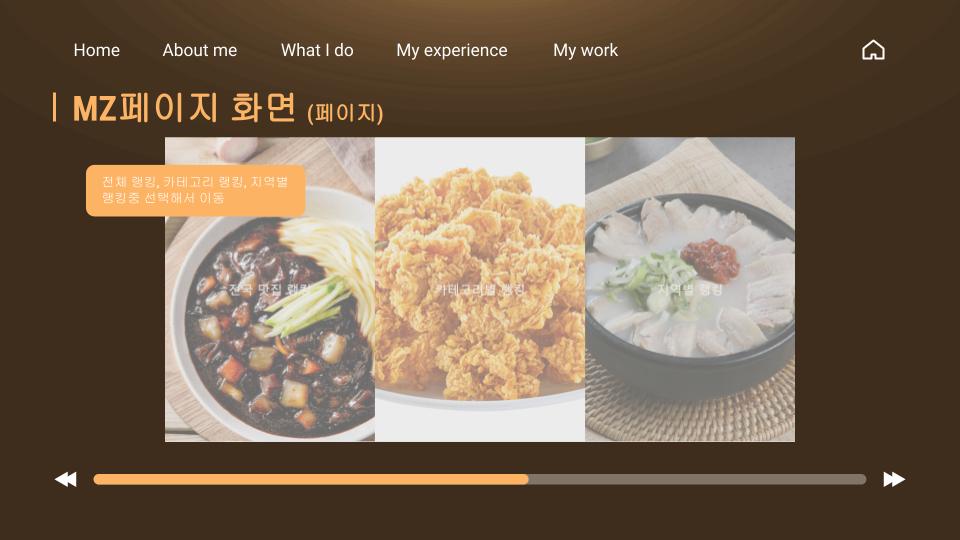 Home About me What I do My experience My work
MZ페이지 화면 (페이지)
전체 랭킹, 카테고리 랭킹, 지역별
랭킹중 선택해서 이동
전국 맛집 랭킹 카테고리별 랭킹 지역별 랭킹